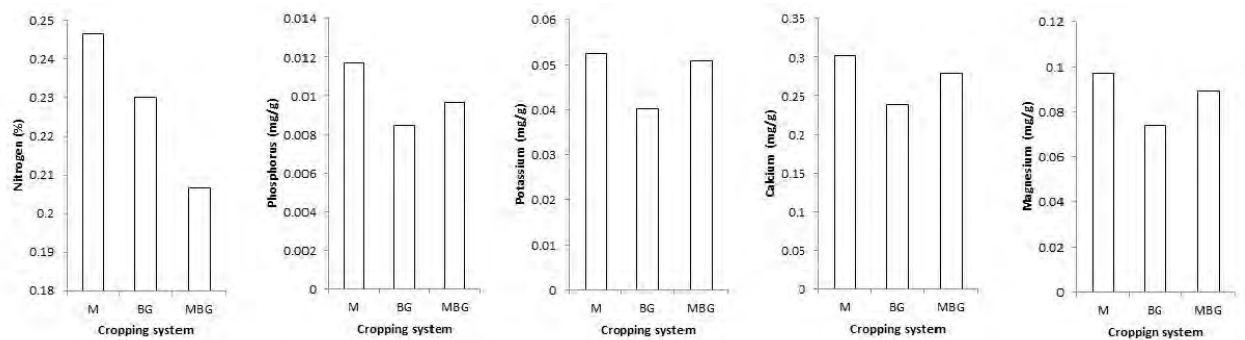 Nitrogen (%)
0.25
0.24
0.23
0.22
0.21
0.2
0.19
0.18
M BG MBG
Cropping system
Phosphorus (mg/g)
0.014
0.012
0.01
0.008
0.006
0.004
0.002
0
M BG MBG
Cropping system
Potassium (mg/g)
0.06
0.05
0.04
0.03
0.02
0.01
0
M BG MBG
Cropping system
Calcium (mg/g)
0.35
0.3
0.25
0.2
0.15
0.1
0.05
0
M BG MBG
Cropping system
Magnesium (mg/g)
0.12
0.1
0.08
0.06
0.04
0.02
0
M BG MBG
Croppign system